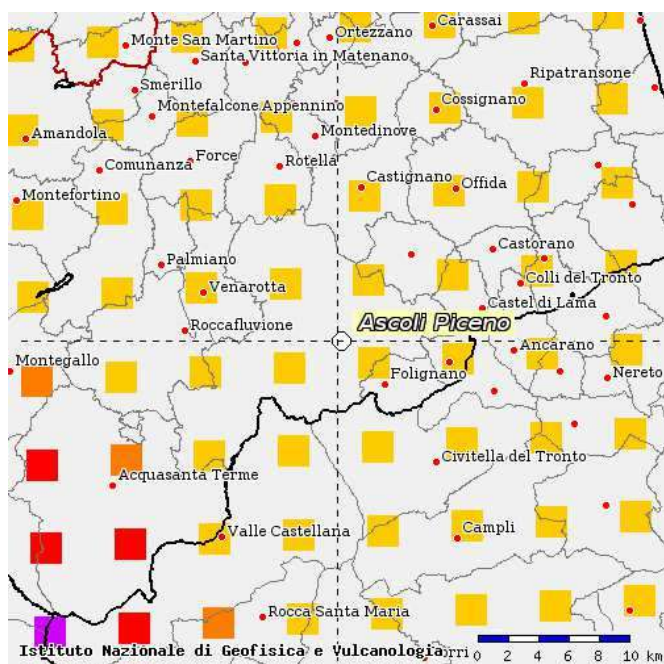 Carassai
Ortezzano
Monte San Martino
Santa Vittoria in Matenano
Ripatransone
Smerillo
Cossignano
Montefalcone Appennino
Amandola
Montedinove
Force
Comunanza
Rotella
Castignano
Offida
Montefortino
Castorano
Palmiano
Colli del Tronto
Venarotta
Castel di Lama
Ascoli Piceno
Roccafluvione
Ancarano
Montegallo
Folignano
Nereto
Civitella del Tronto
Acquasanta Terme
Campli
Valle Castellana
Rocca Santa Maria
Istituto Nazionale di Geofisica e Vulcanologia
0 2 4 6 8 10 km